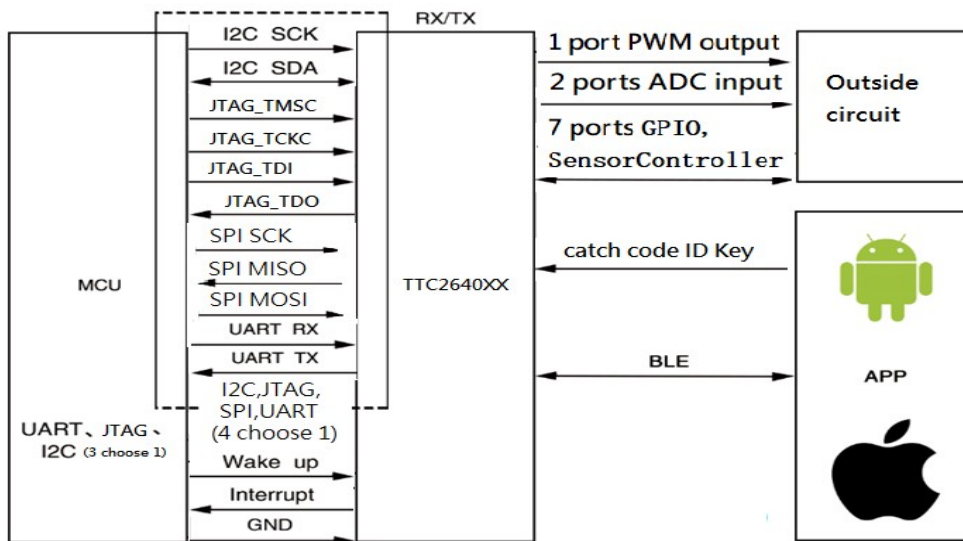 RX/TX
I2C SCK
I2C SDA
JTAG_TMSC
JTAG_TCKC
JTAG_TDI
JTAG_TDO
SPI SCK
SPI MISO
SPI MOSI
UART RX
UART TX
I2C,JTAG,
SPI,UART
(4 choose 1)
Wake up
Interrupt
GND
MCU
UART、JTAG、
I2C (3 choose 1)
TTC2640XX
1 port PWM output
2 ports ADC input
7 ports GPIO,
SensorController
Outside
circuit
catch code ID Key
BLE
APP